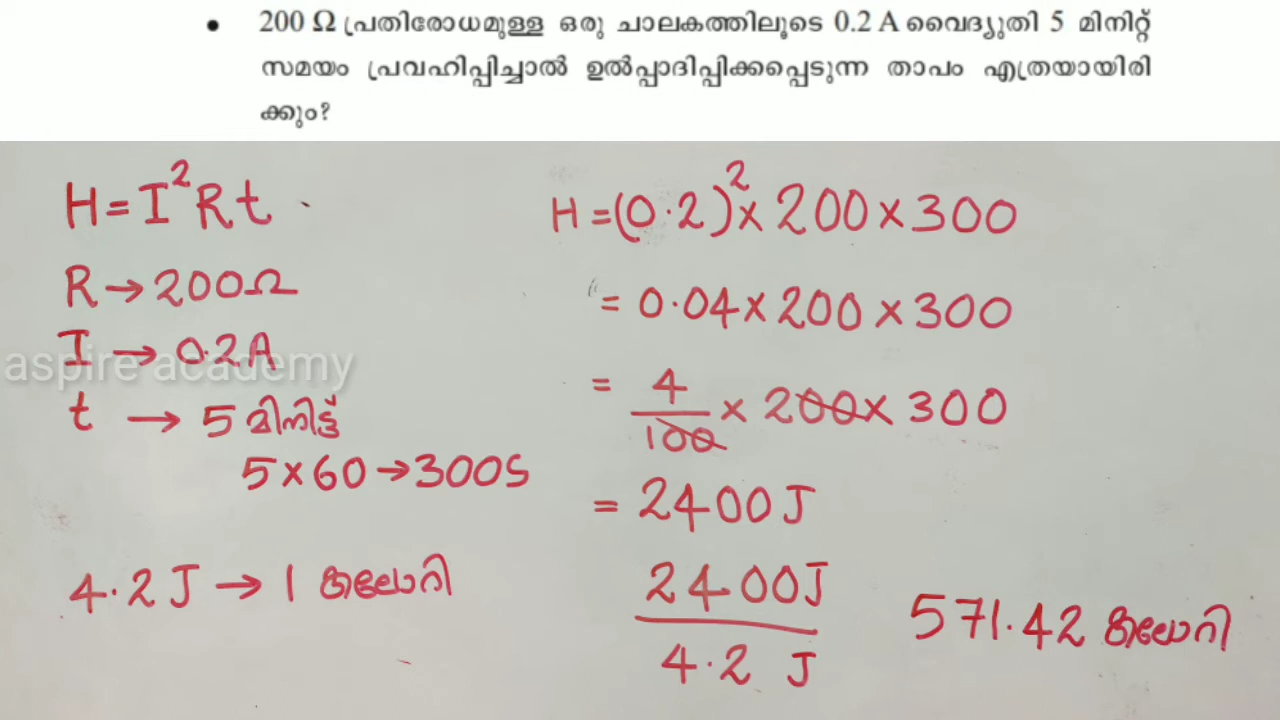 • 200 Ω പ്രതിരോധമുള്ള ഒരു ചാലകത്തിലൂടെ 0.2 A വൈദ്യുതി 5 മിനിറ്റ്
സമയം പ്രവഹിപ്പിച്ചാൽ ഉൽപ്പാദിപ്പിക്കപ്പെടുന്ന താപം എത്രയായിരി
ക്കും?
H = I²Rt
R → 200Ω
I → 0.2A
aspire academy
t → 5 മിനിട്ട്
5 × 60 → 300S
4.2 J → 1 കലോറി
H = (0.2)² × 200 × 300
= 0.04 × 200 × 300
= 4/100 × 200 × 300
= 2400 J
2400J
4.2 J
571.42 കലോറി